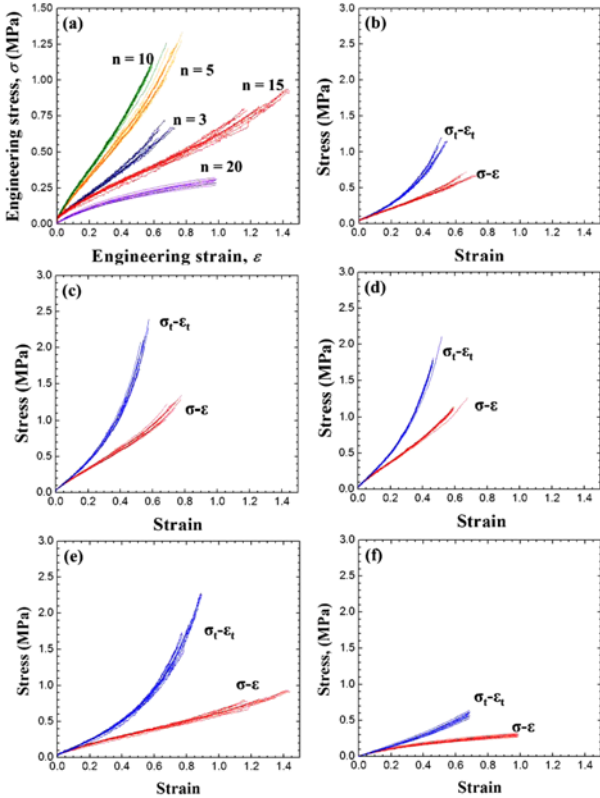 (a)
Engineering stress, σ (MPa)
1.50
1.25
1.00
0.75
0.50
0.25
0.00
n = 10
n = 5
n = 15
n = 3
n = 20
0.0 0.2 0.4 0.6 0.8 1.0 1.2 1.4
Engineering strain, ε
(b)
Stress (MPa)
3.0
2.5
2.0
1.5
1.0
0.5
0.0
σt-εt
σ-ε
0.0 0.2 0.4 0.6 0.8 1.0 1.2 1.4
Strain
(c)
Stress (MPa)
3.0
2.5
2.0
1.5
1.0
0.5
0.0
σt-εt
σ-ε
0.0 0.2 0.4 0.6 0.8 1.0 1.2 1.4
Strain
(d)
Stress (MPa)
3.0
2.5
2.0
1.5
1.0
0.5
0.0
σt-εt
σ-ε
0.0 0.2 0.4 0.6 0.8 1.0 1.2 1.4
Strain
(e)
Stress (MPa)
3.0
2.5
2.0
1.5
1.0
0.5
0.0
σt-εt
σ-ε
0.0 0.2 0.4 0.6 0.8 1.0 1.2 1.4
Strain
(f)
Stress, (MPa)
3.0
2.5
2.0
1.5
1.0
0.5
0.0
σt-εt
σ-ε
0.0 0.2 0.4 0.6 0.8 1.0 1.2 1.4
Strain